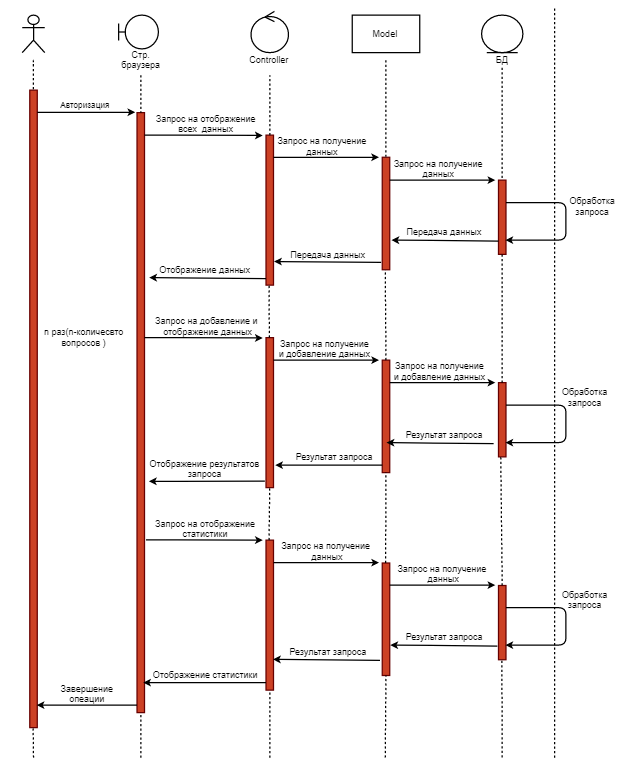 Стр.
браузера
Controller
Model
БД
Авторизация
Запрос на отображение
всех данных
Запрос на получение
данных
Запрос на получение
данных
Обработка
запроса
Передача данных
Передача данных
Отображение данных
n раз(n-количесвто
вопросов )
Запрос на добавление и
отображение данных
Запрос на получение
и добавление данных
Запрос на получение
и добавление данных
Обработка
запроса
Результат запроса
Результат запроса
Отображение результатов
запроса
Запрос на отображение
статистики
Запрос на получение
данных
Запрос на получение
данных
Обработка
запроса
Результат запроса
Результат запроса
Отображение статистики
Завершение
опеации